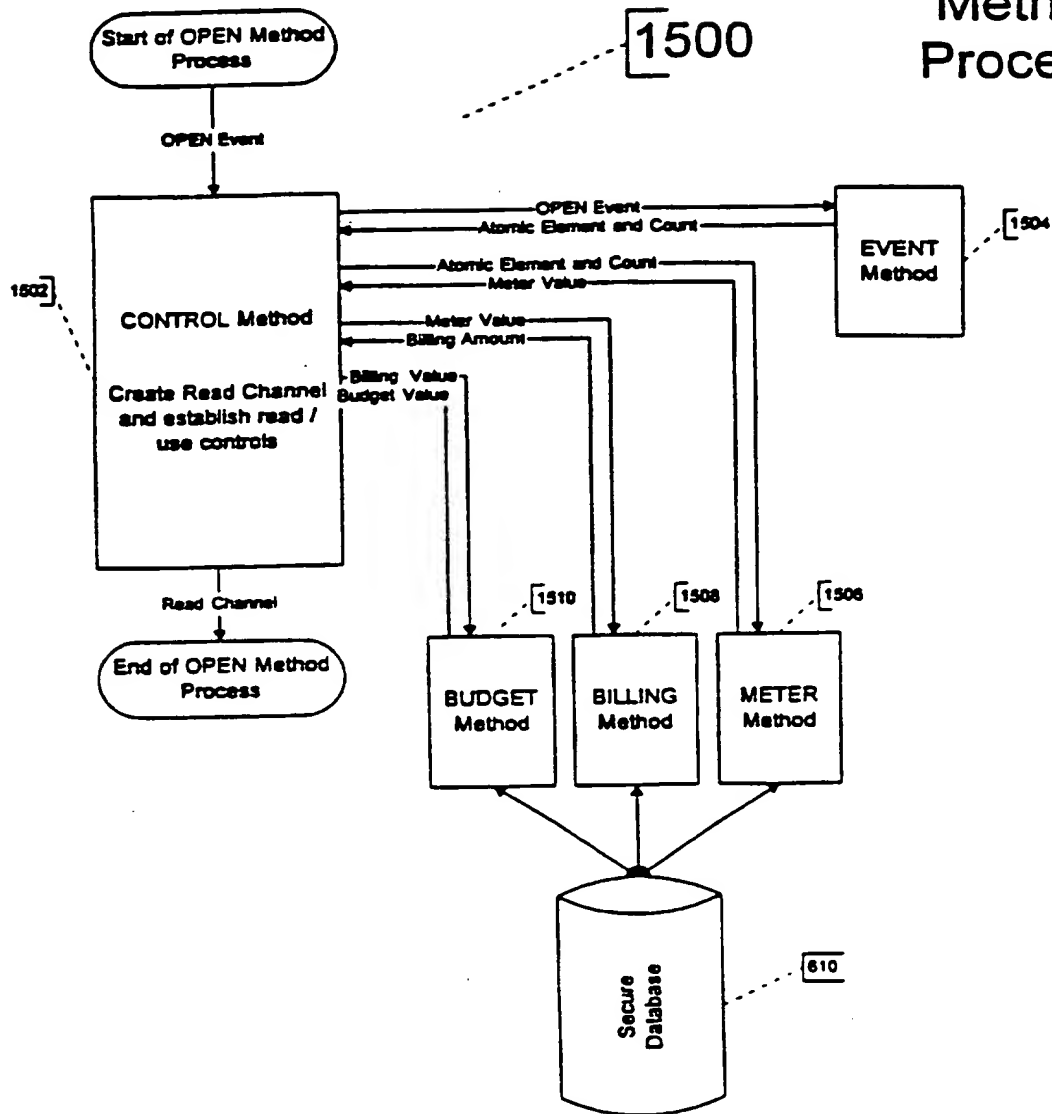 Start of OPEN Method
Process
1500
OPEN Event
OPEN Event
Atomic Element and Count
EVENT
Method
1504
Atomic Element and Count
Meter Value
1502
CONTROL Method
Create Read Channel
and establish read /
use controls
Meter Value
Billing Amount
Billing Value
Budget Value
Read Channel
End of OPEN Method
Process
1510
1508
1506
BUDGET
Method
BILLING
Method
METER
Method
Secure
Database
610